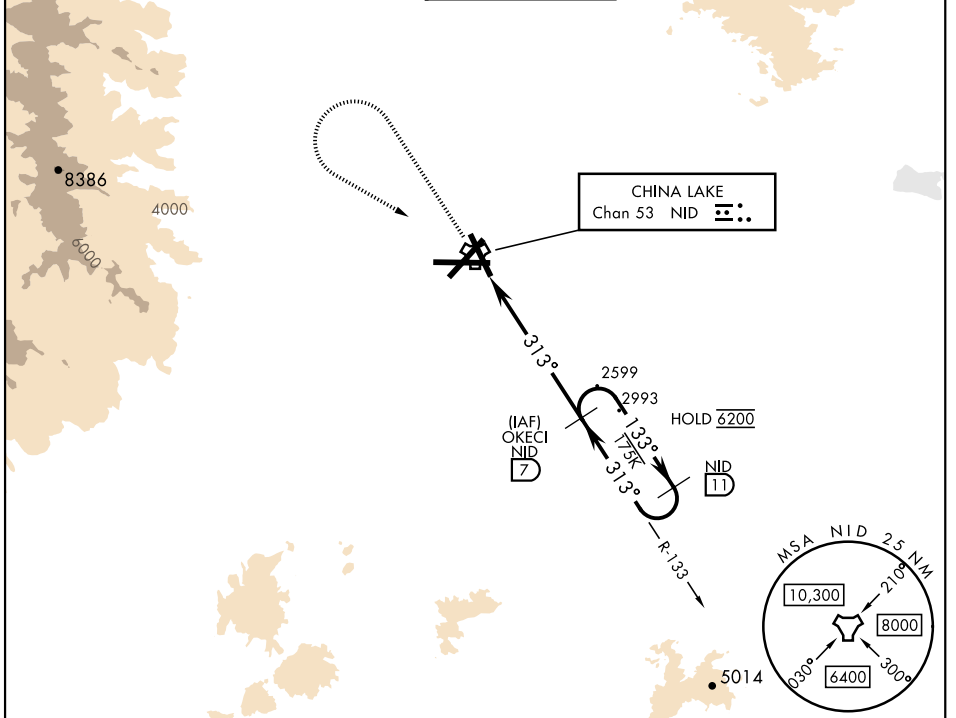 8386
4000
6000
CHINA LAKE
Chan 53 NID
313°
2599
2993
HOLD 6200
(IAF)
OKECI
NID
7
133°
175K
313°
NID
11
R-133
MSA NID 25 NM
210°
10,300
8000
030°
6400
300°
5014